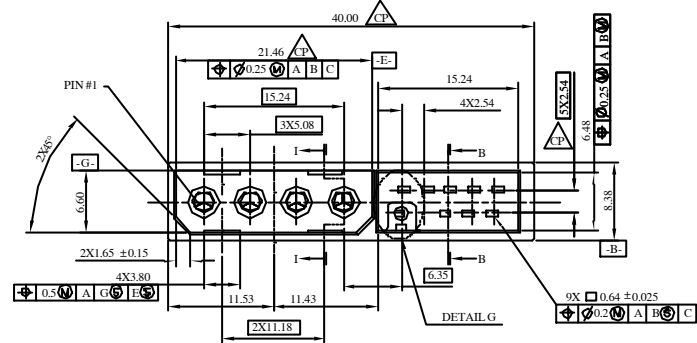 40.00 CP
21.46 CP
⌖ Ø0.25 Ⓜ A B C
-E-
15.24
15.24
PIN #1
3X5.08
4X2.54
5X2.54
CP
6.48
⌖ Ø0.25 Ⓜ A B Ⓜ
2X45°
I
B
-G-
6.60
8.38
-B-
2X1.65 ±0.15
I
B
4X3.80
6.35
⌖ 0.5 Ⓜ A G Ⓢ E Ⓢ
11.53
11.43
9X □ 0.64 ±0.025
2X11.18
DETAIL G
⌖ Ø0.2 Ⓜ A B Ⓢ C